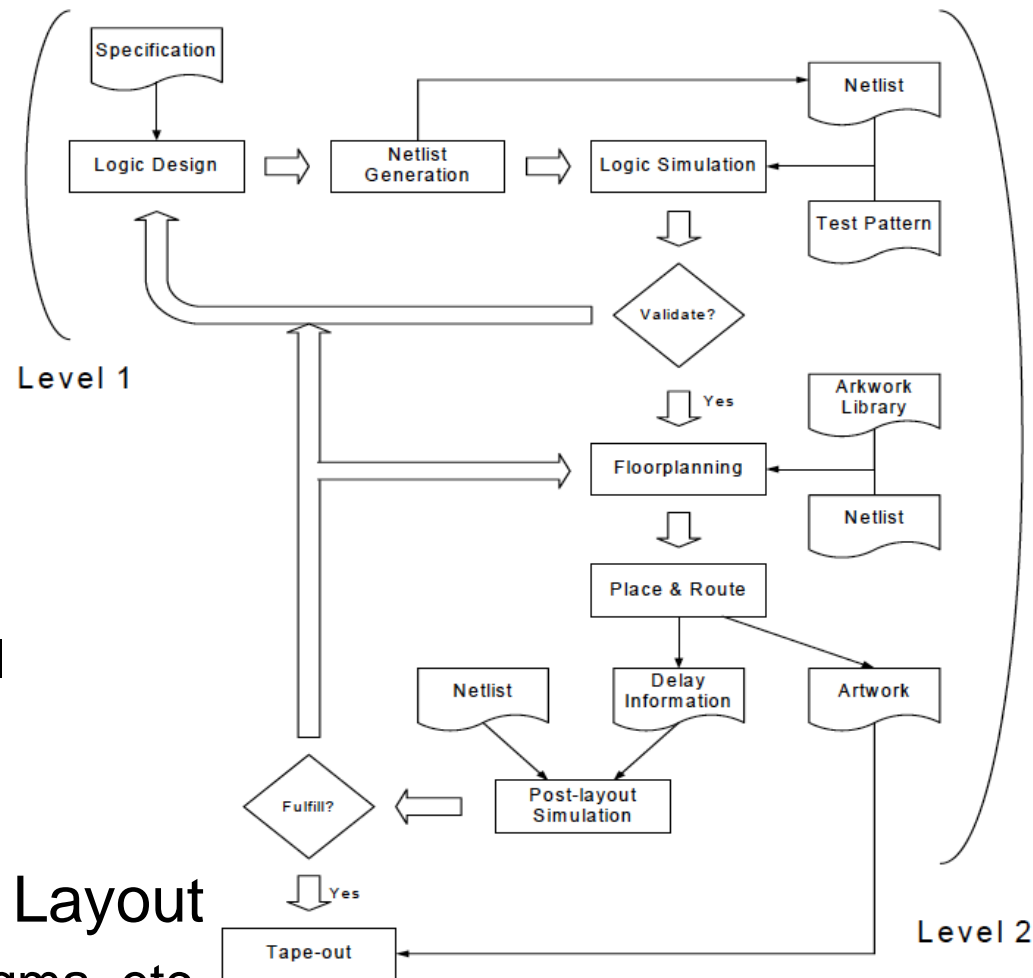 Specification
Netlist
Logic Design
Netlist
Generation
Logic Simulation
Test Pattern
Validate?
Level 1
Yes
Arkwork
Library
Floorplanning
Netlist
Place & Route
Netlist
Delay
Information
Artwork
Fulfill?
Post-layout
Simulation
Yes
Layout
Level 2
Tape-out
etc